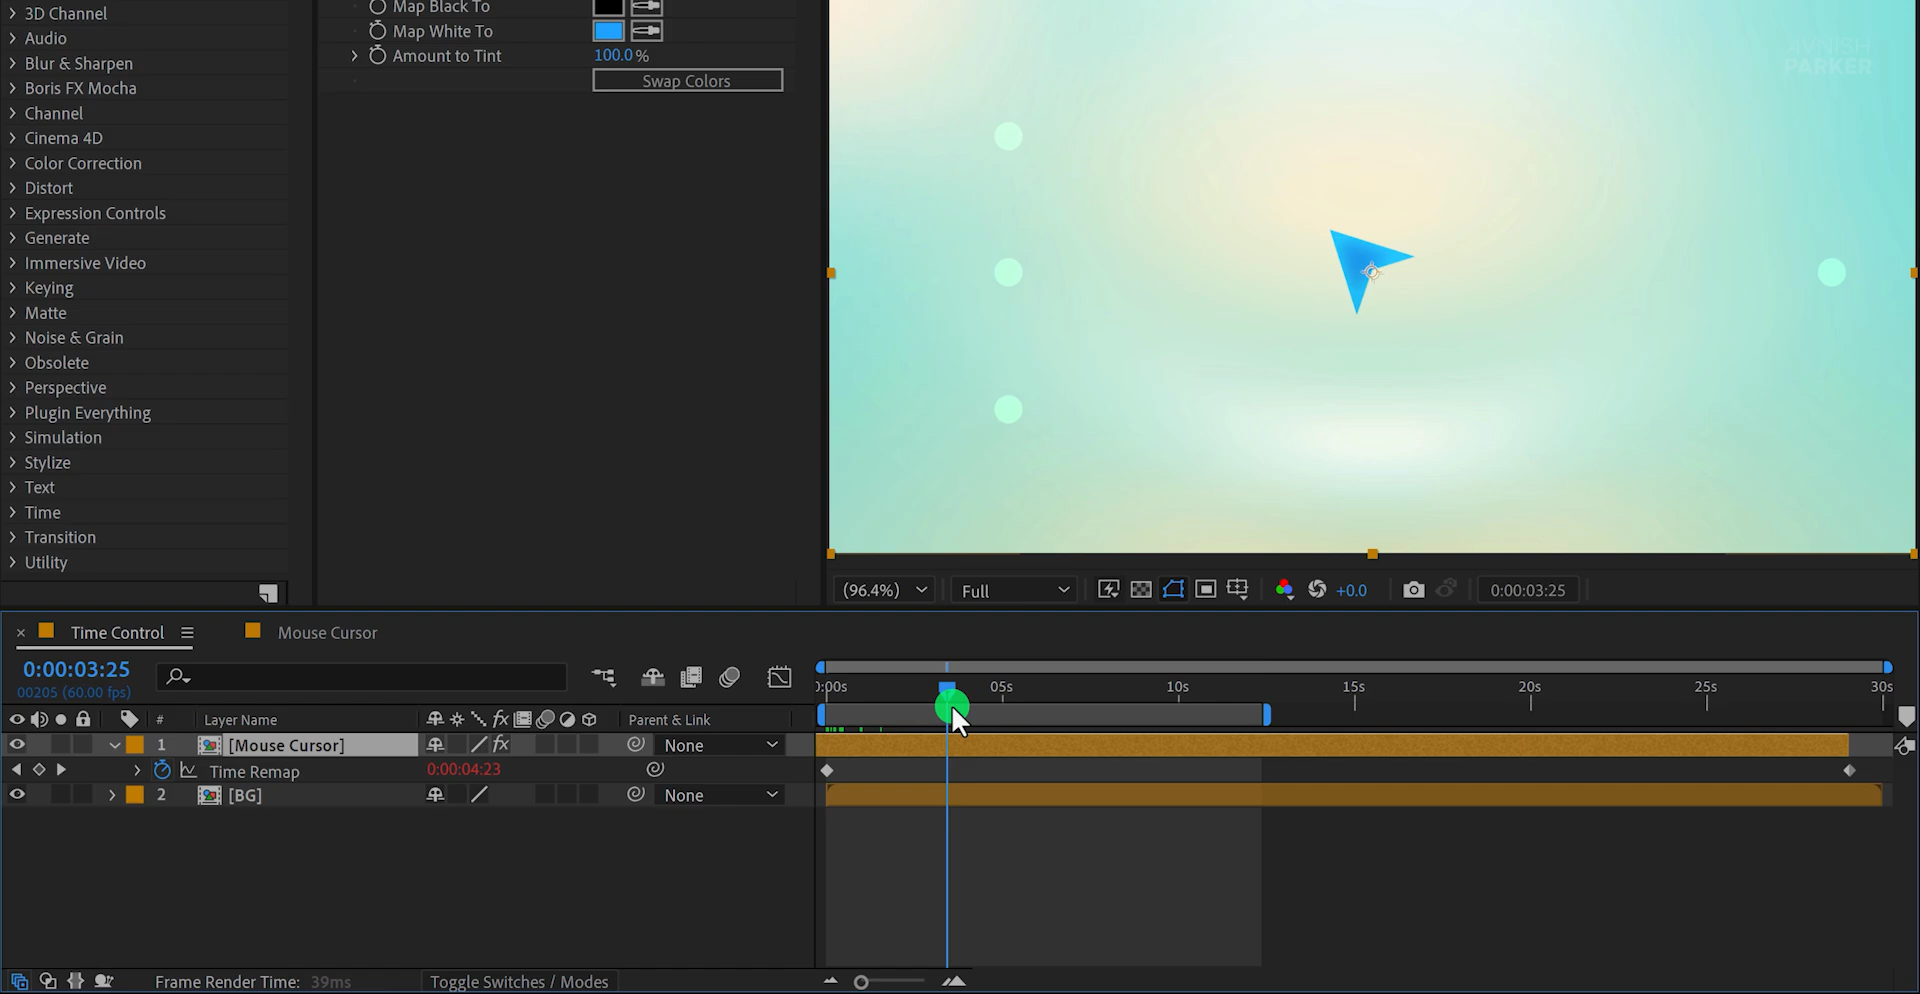 3D Channel
Audio
Blur & Sharpen
Boris FX Mocha
Channel
Cinema 4D
Color Correction
Distort
Expression Controls
Generate
Immersive Video
Keying
Matte
Noise & Grain
Obsolete
Perspective
Plugin Everything
Simulation
Stylize
Text
Time
Transition
Utility
Map Black To
Map White To
Amount to Tint 100.0 %
Swap Colors
AVNISH
PARKER
(96.4%) Full +0.0 0:00:03:25
× Time Control Mouse Cursor
0:00:03:25
00205 (60.00 fps)
0:00s 05s 10s 15s 20s 25s 30s
# Layer Name fx Parent & Link
1 [Mouse Cursor] fx None
Time Remap 0:00:04:23
2 [BG] None
Frame Render Time: 39ms Toggle Switches / Modes